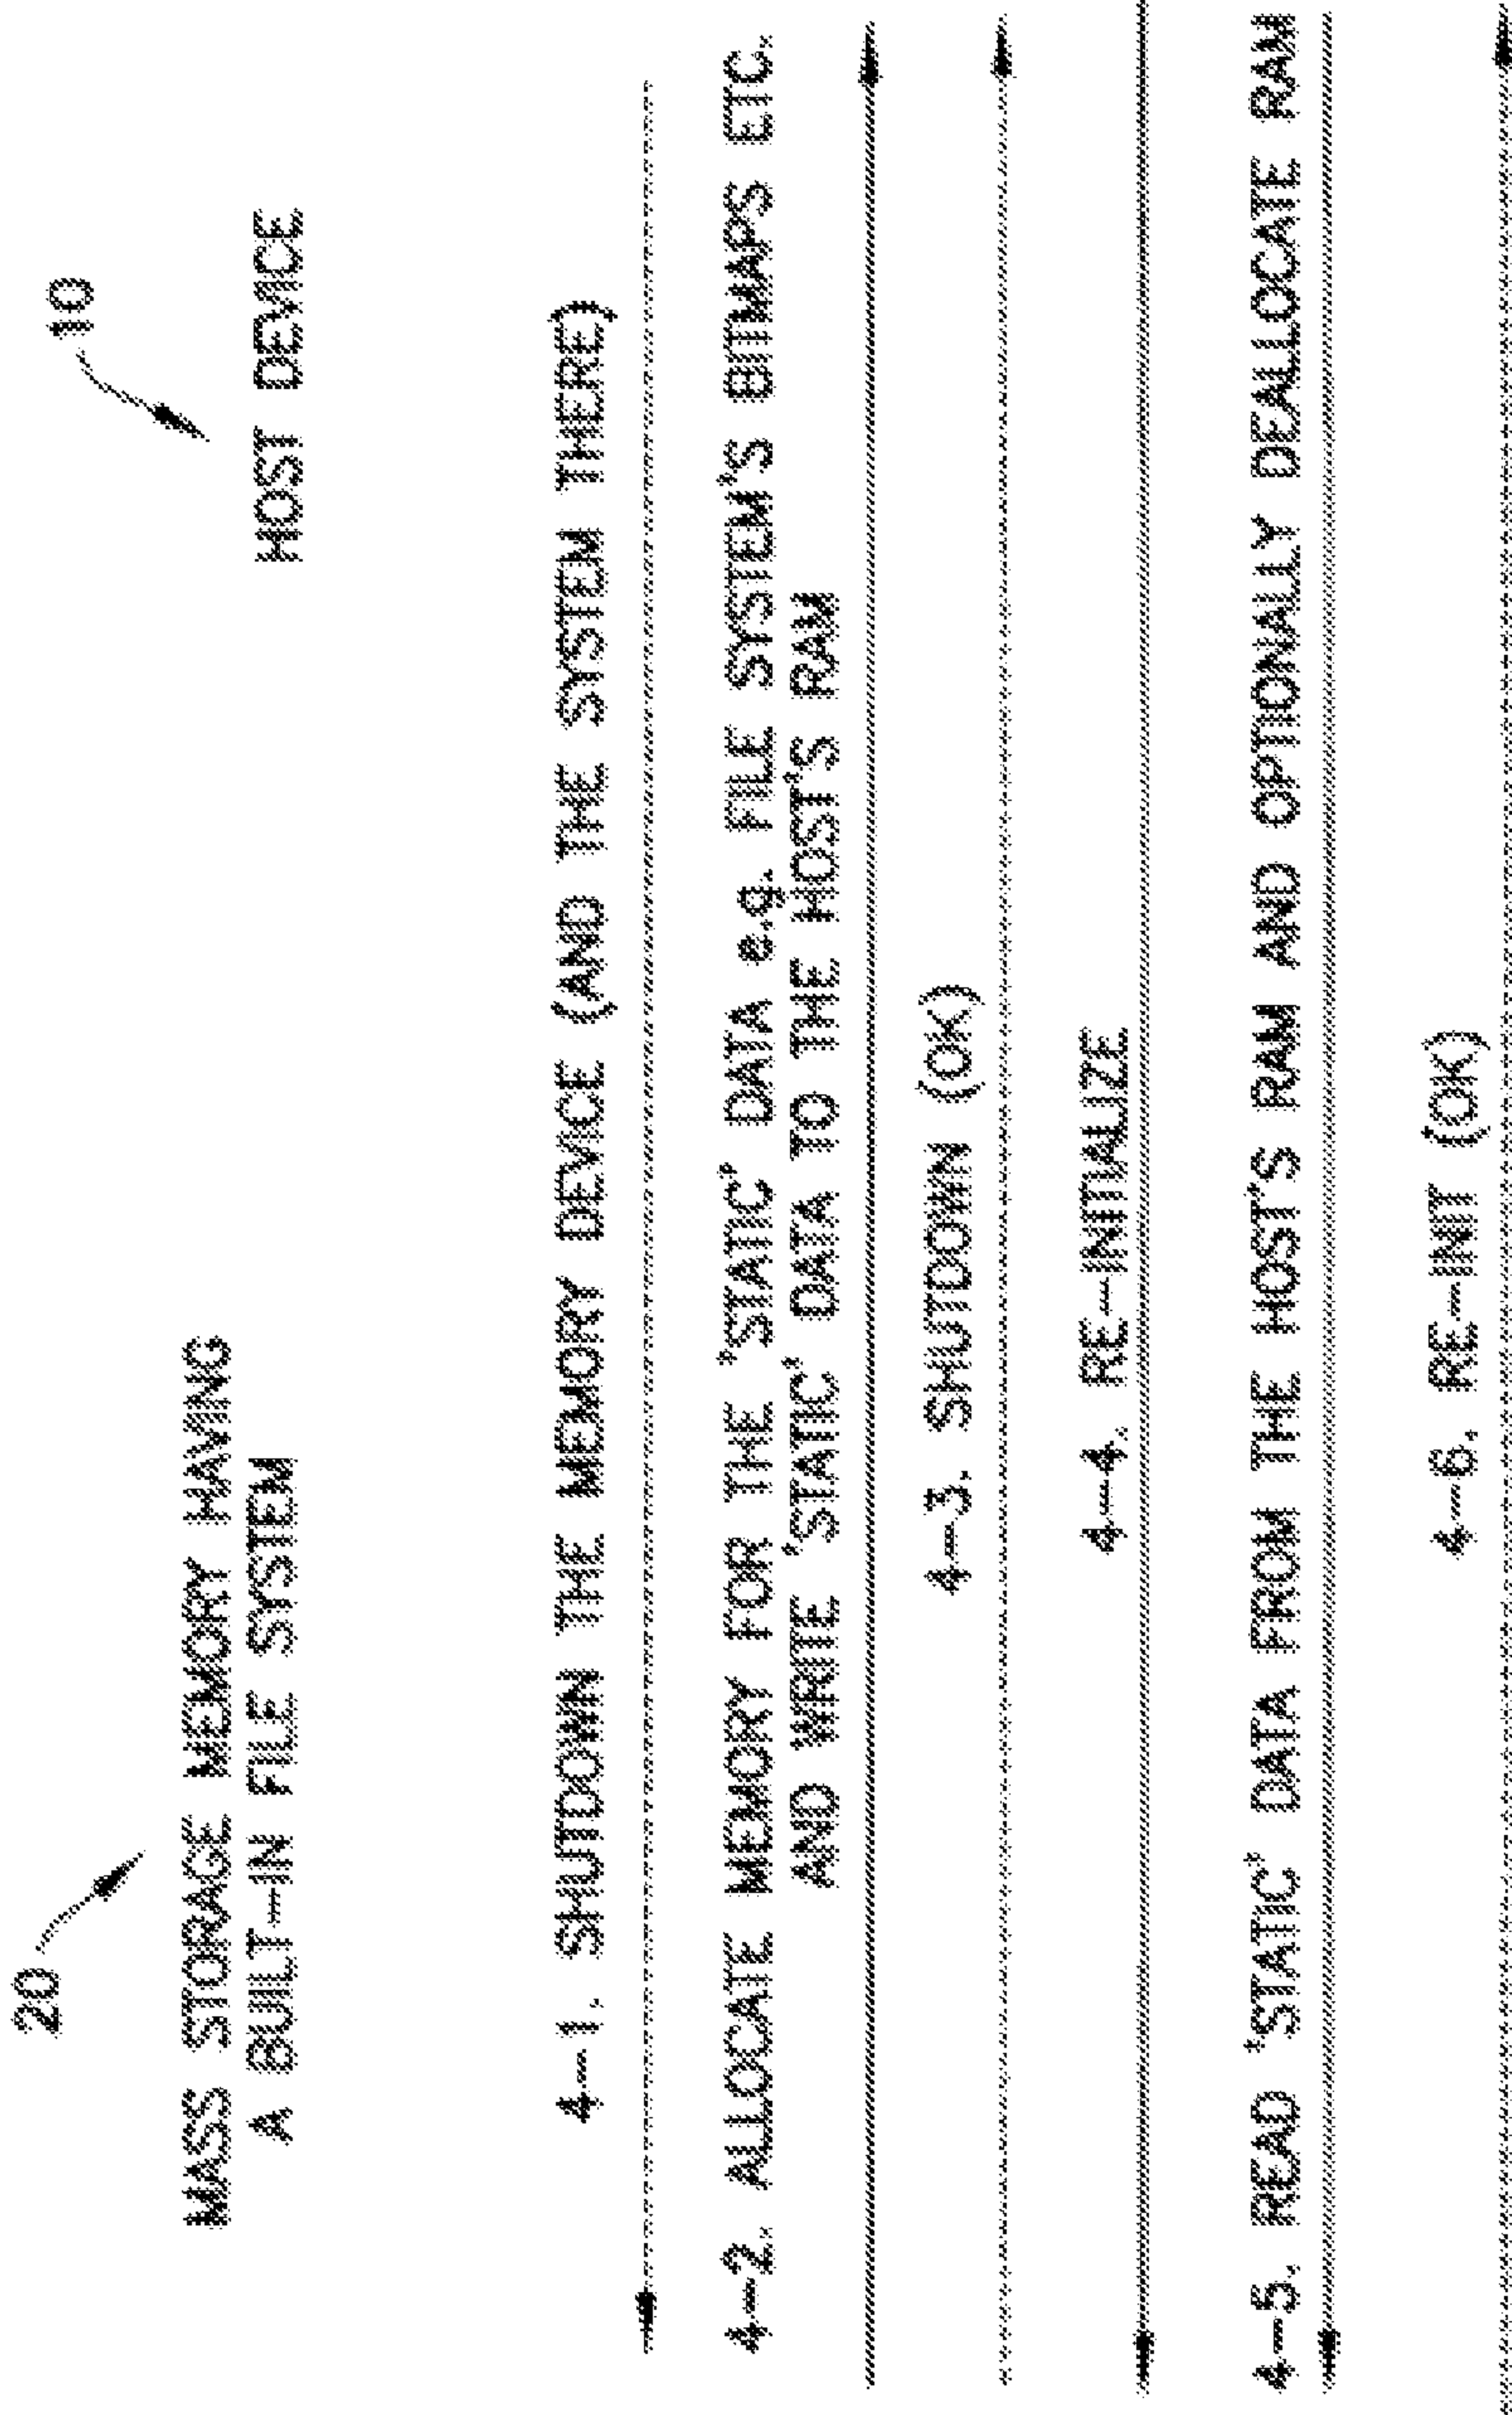 20
10
MASS STORAGE MEMORY HAVING
A BUILT-IN FILE SYSTEM
HOST DEVICE
4-1. SHUTDOWN THE MEMORY DEVICE (AND THE SYSTEM THERE)
4-2. ALLOCATE MEMORY FOR THE 'STATIC' DATA e.g. FILE SYSTEM'S BITMAPS ETC.
AND WRITE 'STATIC' DATA TO THE HOST'S RAM
4-3. SHUTDOWN (OK)
4-4. RE-INITIALIZE
4-5. READ 'STATIC' DATA FROM THE HOST'S RAM AND OPTIONALLY DEALLOCATE RAM
4-6. RE-INIT (OK)